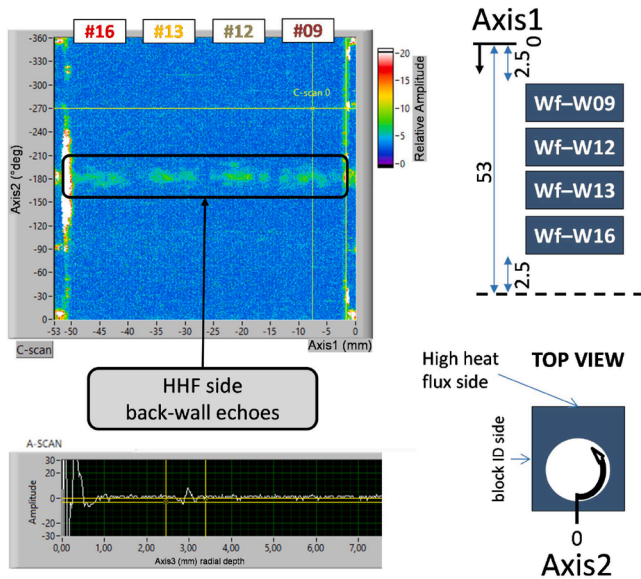 #16 #13 #12 #09
-360
-330
-300
-270
-240
-210
-180
-150
-120
-90
-60
-30
0
Axis2 (°deg)
C-scan 0
-53 -50 -45 -40 -35 -30 -25 -20 -15 -10 -5 0
C-scan
Axis1 (mm)
20
15
10
5
0
Relative Amplitude
HHF side
back-wall echoes
A-SCAN
30
20
10
0
-10
-20
-30
Amplitude
0,00 1,00 2,00 3,00 4,00 5,00 6,00 7,00
Axis3 (mm) radial depth
Axis1
0
2.5
53
Wf–W09
Wf–W12
Wf–W13
Wf–W16
2.5
High heat
flux side
TOP VIEW
block ID side
0
Axis2